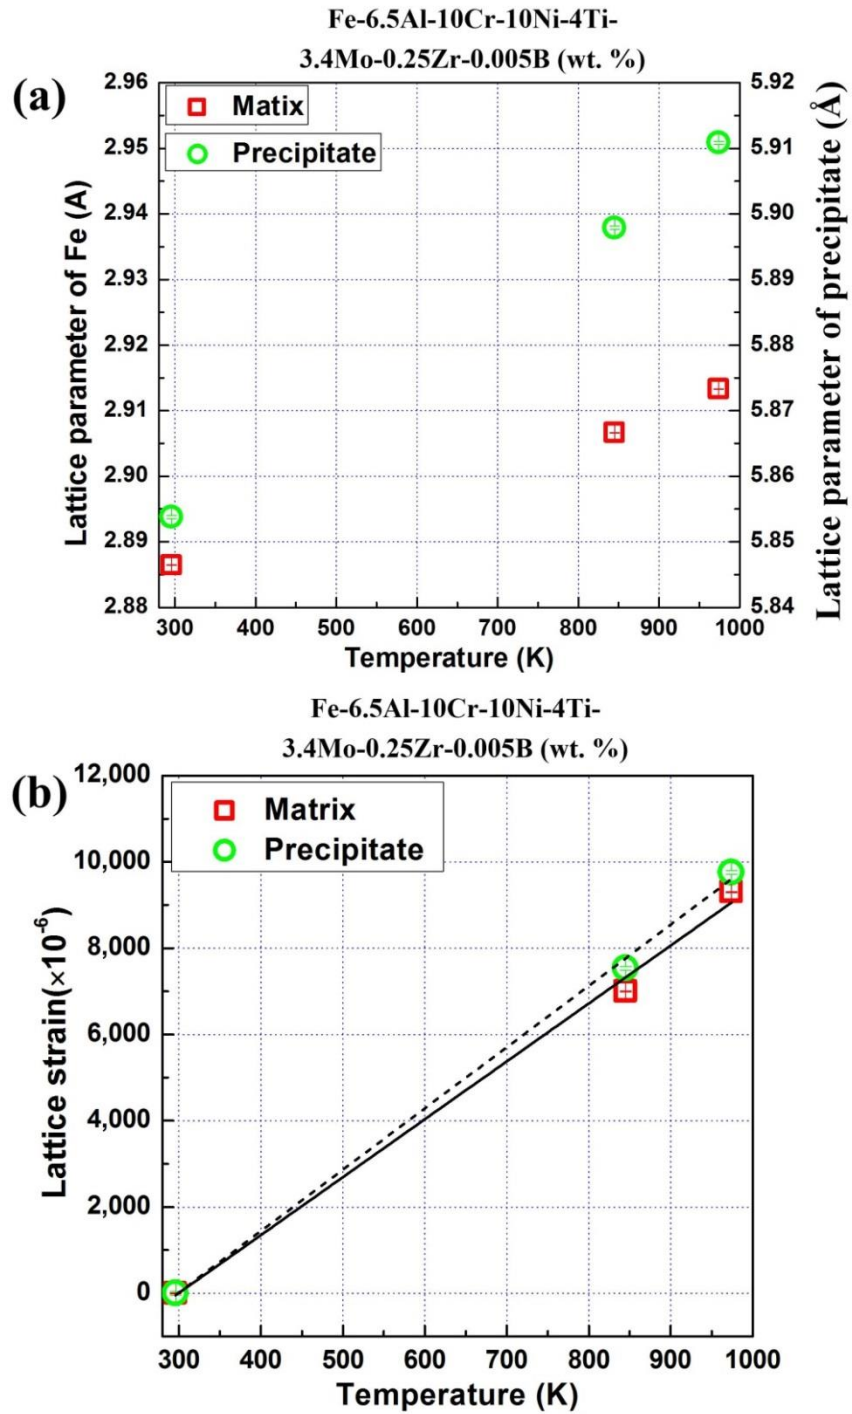 Fe-6.5Al-10Cr-10Ni-4Ti-
3.4Mo-0.25Zr-0.005B (wt. %)
(a)
Matix
Precipitate
Lattice parameter of Fe (A)
2.96
2.95
2.94
2.93
2.92
2.91
2.90
2.89
2.88
5.92
5.91
5.90
5.89
5.88
5.87
5.86
5.85
5.84
Lattice parameter of precipitate (Å)
300 400 500 600 700 800 900 1000
Temperature (K)
Fe-6.5Al-10Cr-10Ni-4Ti-
3.4Mo-0.25Zr-0.005B (wt. %)
(b)
Matrix
Precipitate
Lattice strain(×10⁻⁶)
12,000
10,000
8,000
6,000
4,000
2,000
0
300 400 500 600 700 800 900 1000
Temperature (K)